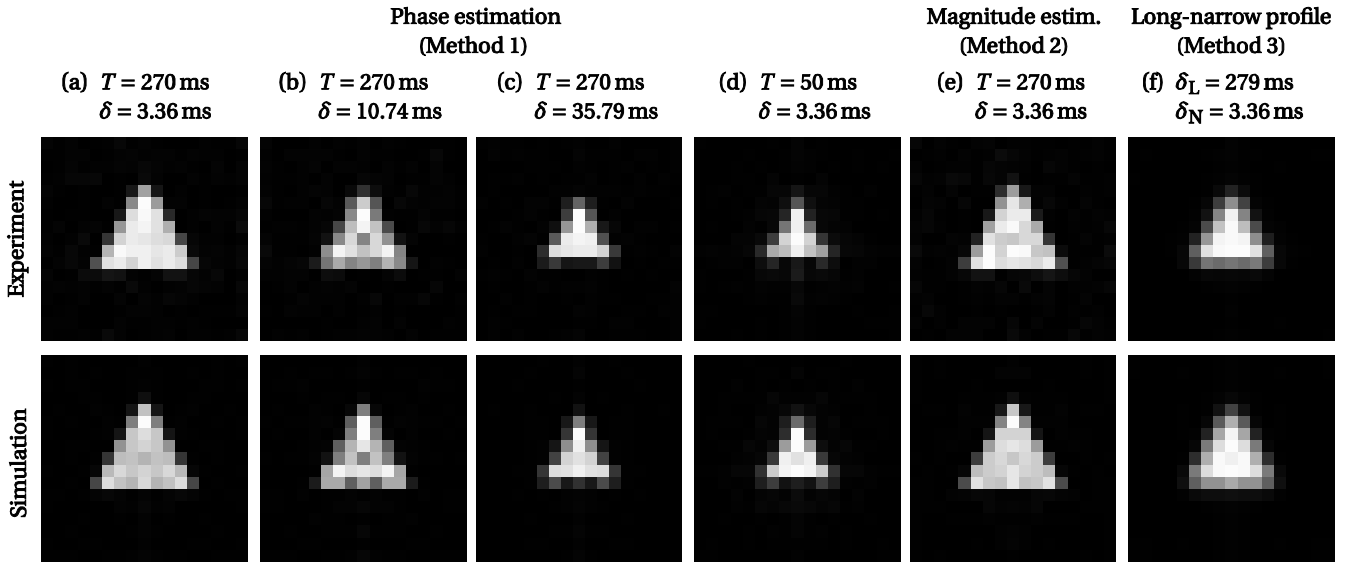 Phase estimation
(Method 1)
Magnitude estim.
(Method 2)
Long-narrow profile
(Method 3)
(a) T = 270 ms
δ = 3.36 ms
(b) T = 270 ms
δ = 10.74 ms
(c) T = 270 ms
δ = 35.79 ms
(d) T = 50 ms
δ = 3.36 ms
(e) T = 270 ms
δ = 3.36 ms
(f) δL = 279 ms
δN = 3.36 ms
Experiment
Simulation